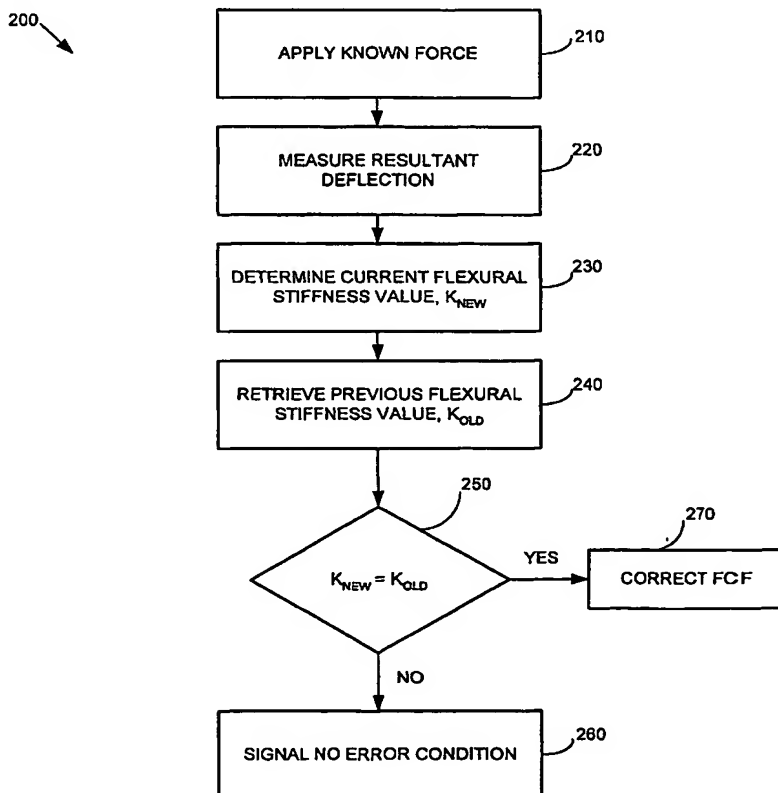 200
APPLY KNOWN FORCE
210
MEASURE RESULTANT
DEFLECTION
220
DETERMINE CURRENT FLEXURAL
STIFFNESS VALUE, KNEW
230
RETRIEVE PREVIOUS FLEXURAL
STIFFNESS VALUE, KOLD
240
250
KNEW = KOLD
YES
270
CORRECT FCF
NO
SIGNAL NO ERROR CONDITION
260